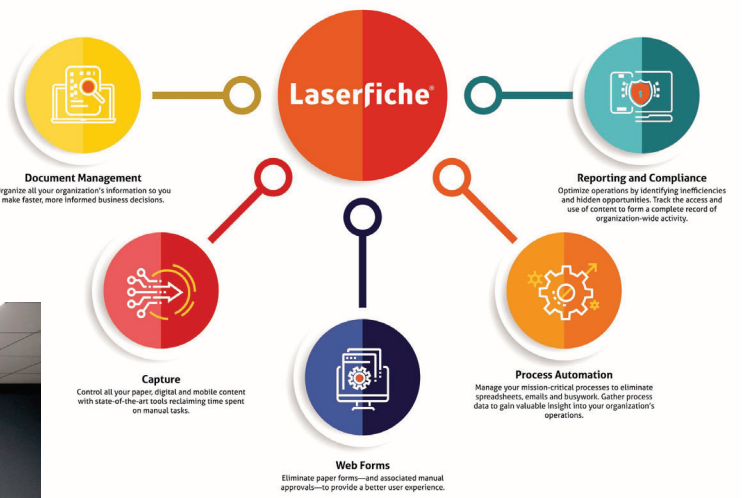 Laserfiche®
Document Management
Organize all your organization's information so you
make faster, more informed business decisions.
Reporting and Compliance
Optimize operations by identifying inefficiencies
and hidden opportunities. Track the access and
use of content to form a complete record of
organization-wide activity.
Capture
Control all your paper, digital and mobile content
with state-of-the-art tools reclaiming time spent
on manual tasks.
Process Automation
Manage your mission-critical processes to eliminate
spreadsheets, emails and busywork. Gather process
data to gain valuable insight into your organization's
operations.
Web Forms
Eliminate paper forms—and associated manual
approvals—to provide a better user experience.